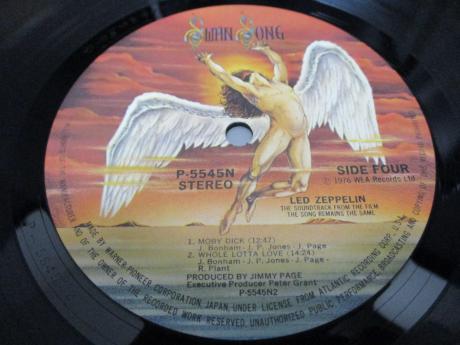 Swan Song
P-5545N
STEREO
SIDE FOUR
℗ 1976 WEA Records Ltd
LED ZEPPELIN
THE SOUNDTRACK FROM THE FILM
THE SONG REMAINS THE SAME
1. MOBY DICK (12:47)
J. Bonham - J. P. Jones - J. Page
2. WHOLE LOTTA LOVE (14:24)
J. Bonham - J. P. Jones - J. Page -
R. Plant
PRODUCED BY JIMMY PAGE
Executive Producer Peter Grant
P-5545N2
MADE BY WARNER-PIONEER CORPORATION, JAPAN, UNDER LICENSE FROM ATLANTIC RECORDING CORP., U.S.A.
OF THE OWNER OF THE RECORDED WORK RESERVED. UNAUTHORIZED PUBLIC PERFORMANCE, BROADCASTING AND COPYING OF